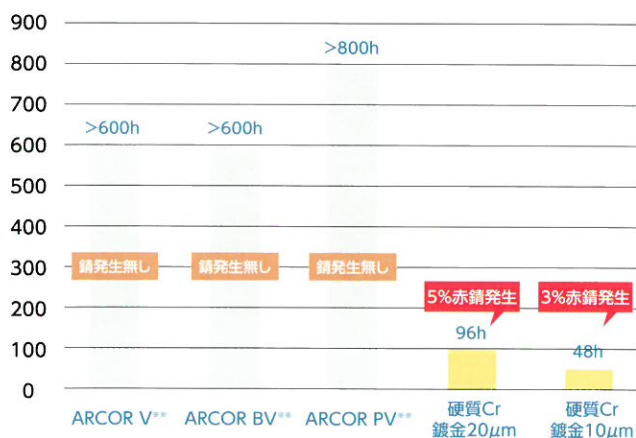 900
800
700
600
500
400
300
200
100
0
>600h
>600h
>800h
錆発生無し
錆発生無し
錆発生無し
5%赤錆発生
3%赤錆発生
96h
48h
ARCOR V※※
ARCOR BV※※
ARCOR PV※※
硬質Cr
鍍金20μm
硬質Cr
鍍金10μm